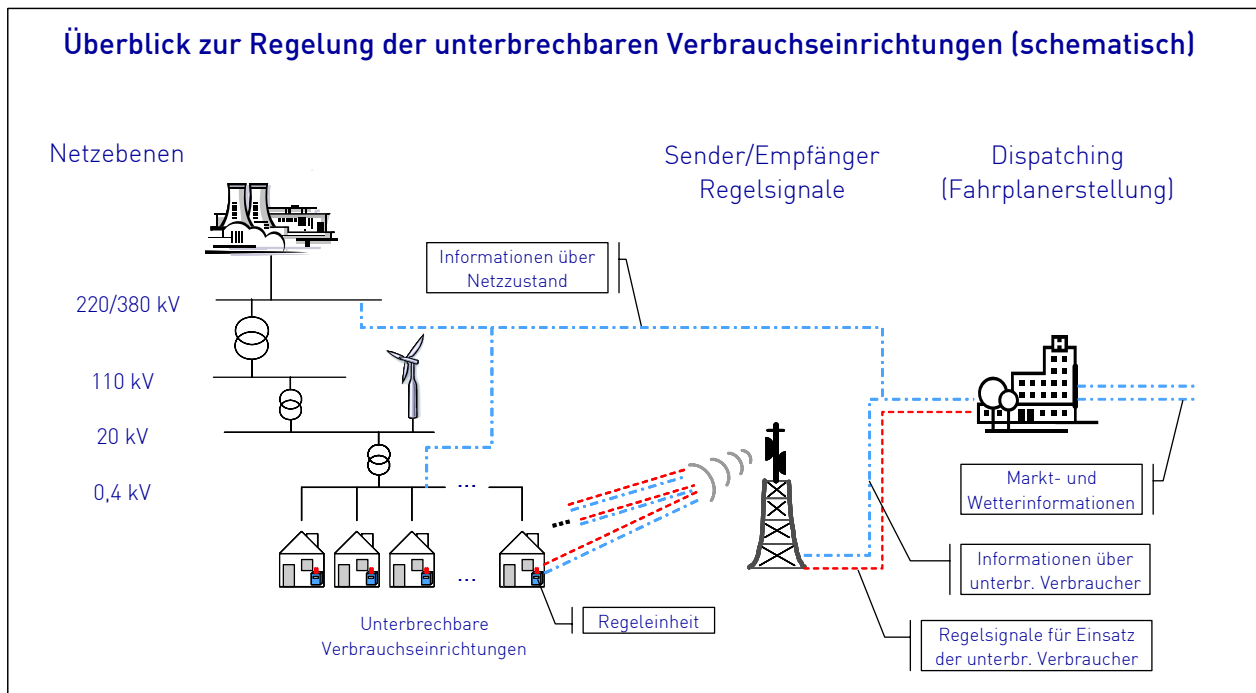 Überblick zur Regelung der unterbrechbaren Verbrauchseinrichtungen (schematisch)
Netzebenen
Sender/Empfänger
Regelsignale
Dispatching
(Fahrplanerstellung)
Informationen über
Netzzustand
220/380 kV
110 kV
20 kV
0,4 kV
...
...
...
Markt- und
Wetterinformationen
Informationen über
unterbr. Verbraucher
Regeleinheit
Unterbrechbare
Verbrauchseinrichtungen
Regelsignale für Einsatz
der unterbr. Verbraucher